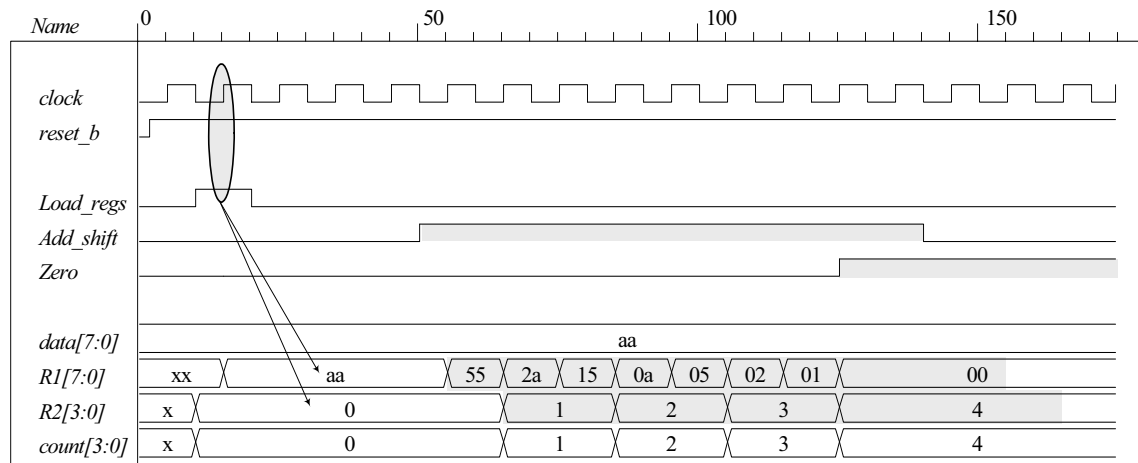 Name 0 50 100 150
clock
reset_b
Load_regs
Add_shift
Zero
data[7:0] aa
R1[7:0] xx aa 55 2a 15 0a 05 02 01 00
R2[3:0] x 0 1 2 3 4
count[3:0] x 0 1 2 3 4